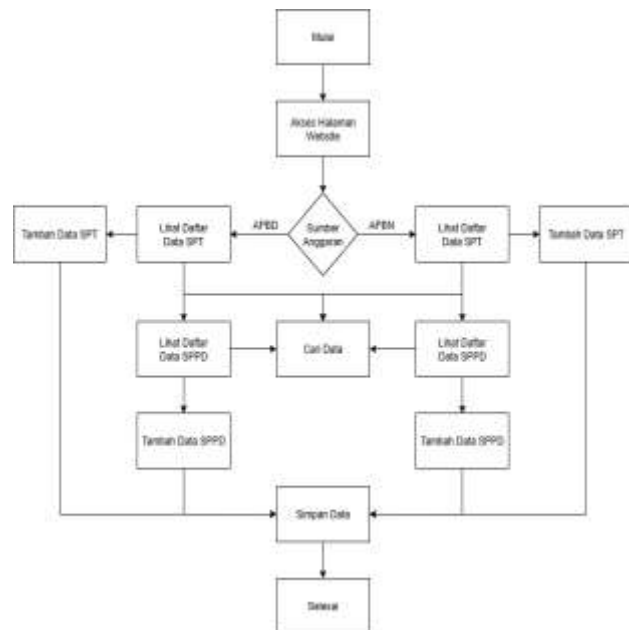 Mulai
Akses Halaman
Website
Sumber
Anggaran
APBD
APBN
Lihat Daftar
Data SPT
Tambah Data SPT
Lihat Daftar
Data SPT
Tambah Data SPT
Lihat Daftar
Data SPPD
Cari Data
Lihat Daftar
Data SPPD
Tambah Data SPPD
Tambah Data SPPD
Simpan Data
Selesai